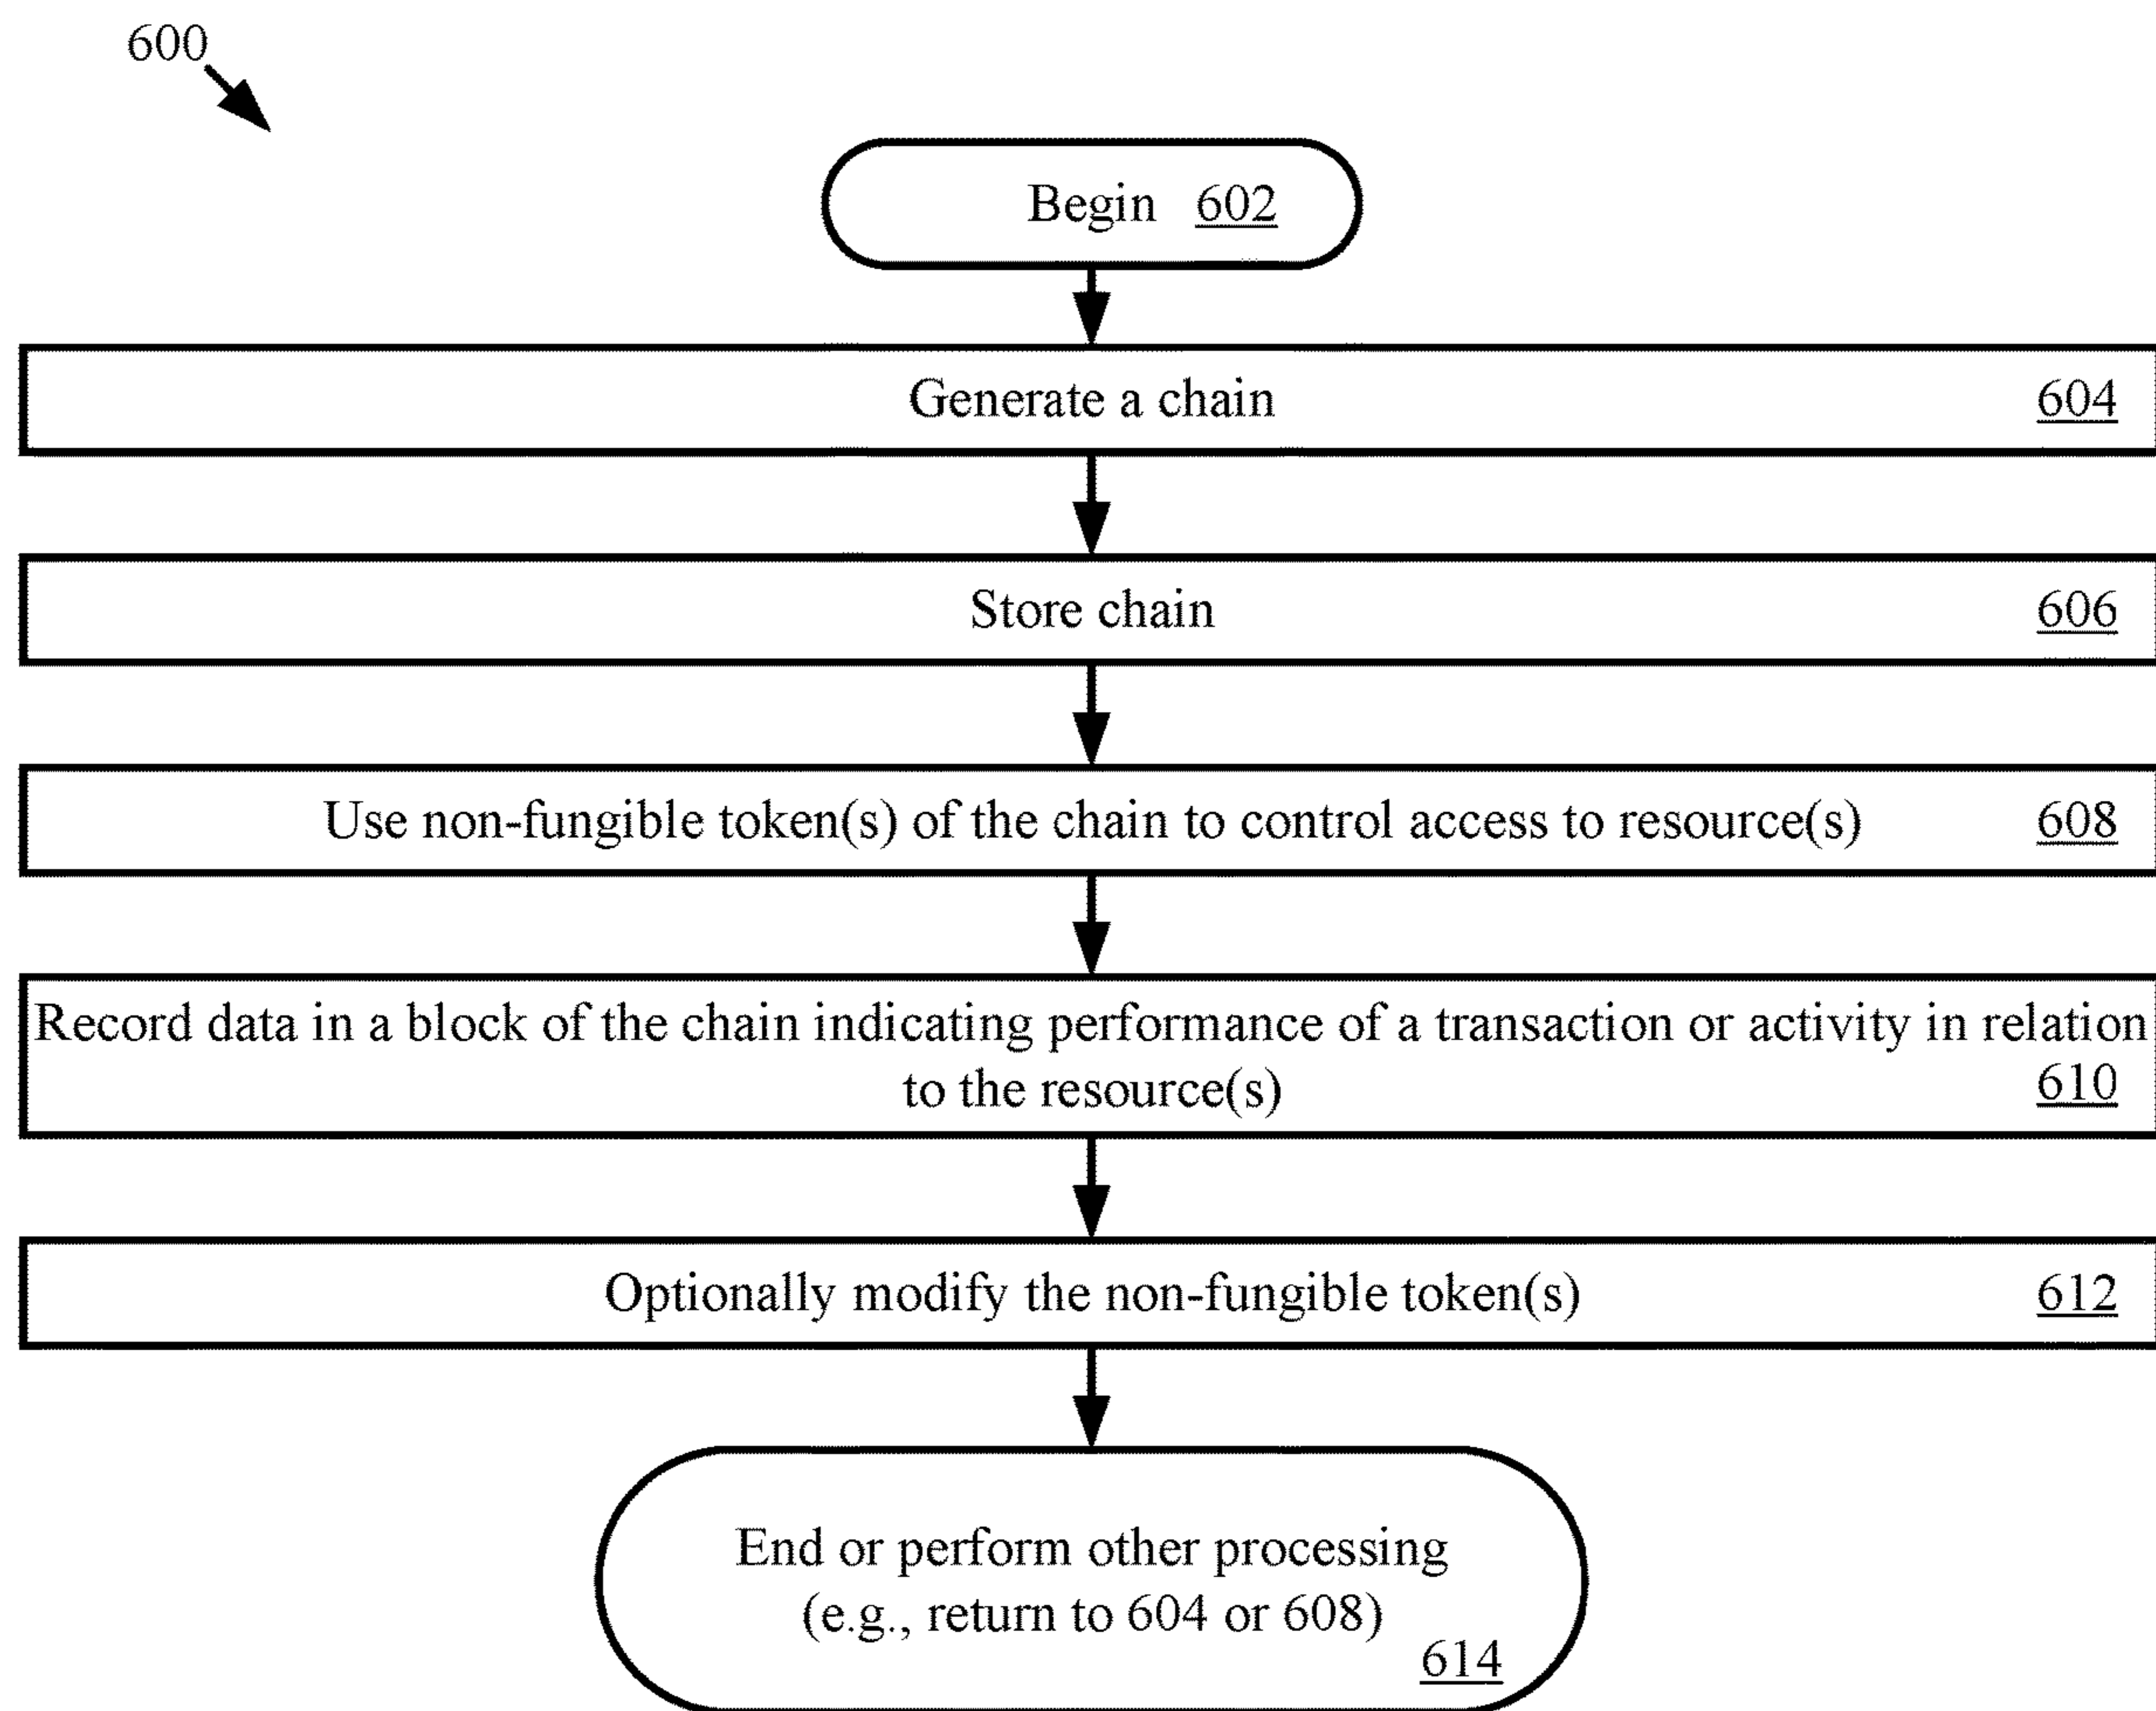 600
Begin 602
Generate a chain 604
Store chain 606
Use non-fungible token(s) of the chain to control access to resource(s) 608
Record data in a block of the chain indicating performance of a transaction or activity in relation
to the resource(s) 610
Optionally modify the non-fungible token(s) 612
End or perform other processing
(e.g., return to 604 or 608)
614